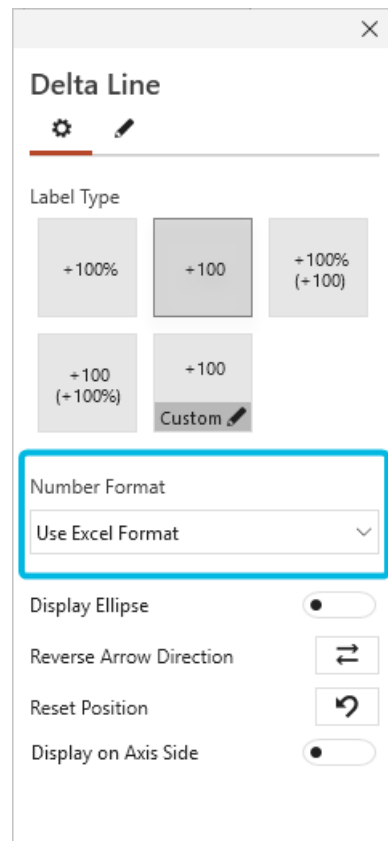 Delta Line
Label Type
+100%
+100
+100%
(+100)
+100
(+100%)
+100
Custom
Number Format
Use Excel Format
Display Ellipse
Reverse Arrow Direction
Reset Position
Display on Axis Side